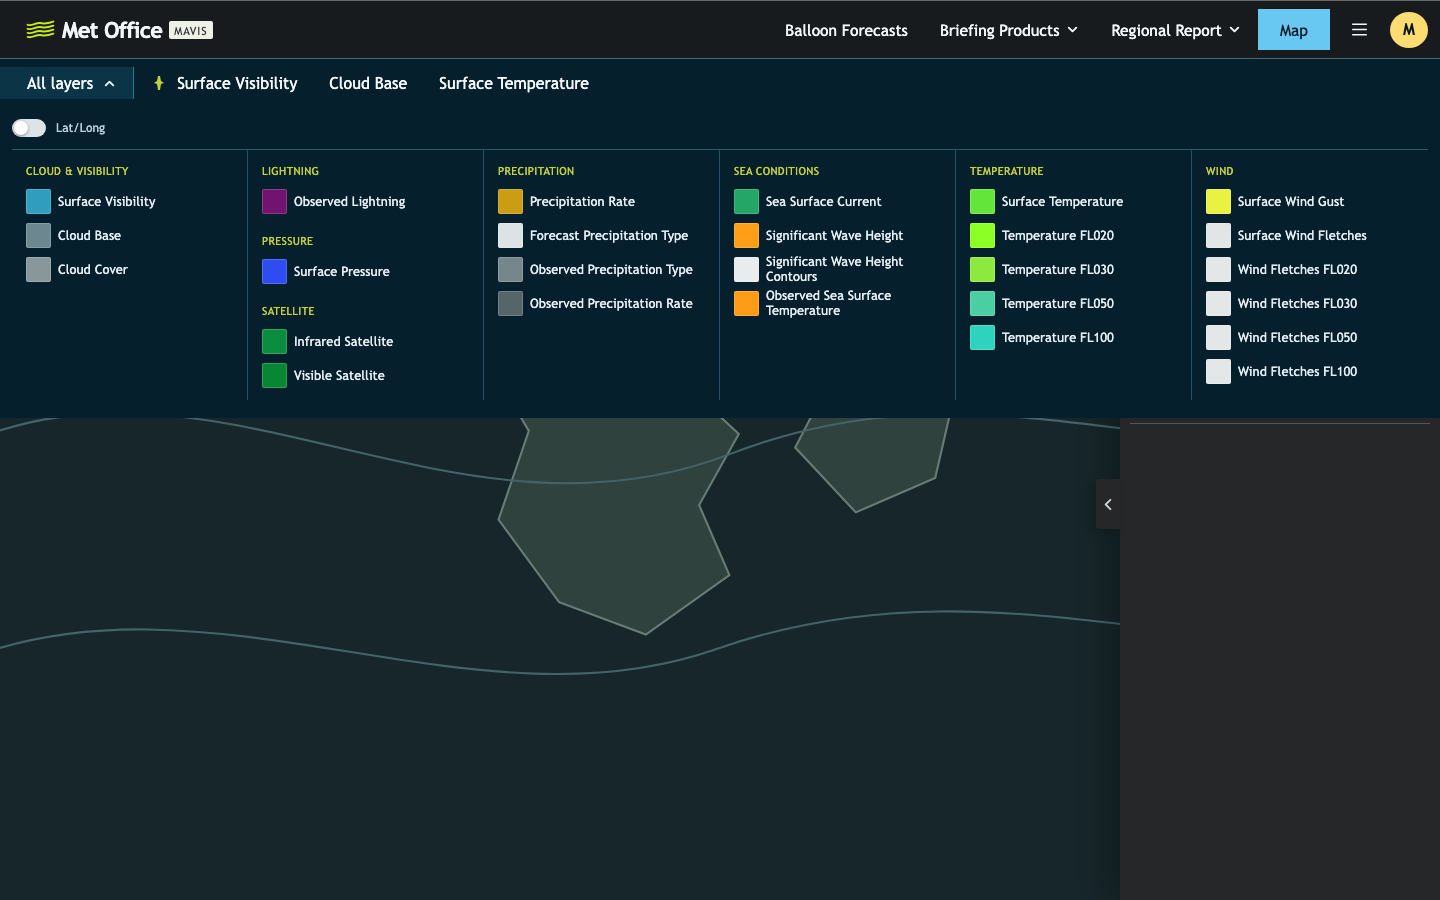 Met Office MAVIS
Balloon Forecasts
Briefing Products
Regional Report
Map
M
All layers
Surface Visibility
Cloud Base
Surface Temperature
Lat/Long
CLOUD & VISIBILITY
Surface Visibility
Cloud Base
Cloud Cover
LIGHTNING
Observed Lightning
PRESSURE
Surface Pressure
SATELLITE
Infrared Satellite
Visible Satellite
PRECIPITATION
Precipitation Rate
Forecast Precipitation Type
Observed Precipitation Type
Observed Precipitation Rate
SEA CONDITIONS
Sea Surface Current
Significant Wave Height
Significant Wave Height
Contours
Observed Sea Surface
Temperature
TEMPERATURE
Surface Temperature
Temperature FL020
Temperature FL030
Temperature FL050
Temperature FL100
WIND
Surface Wind Gust
Surface Wind Fletches
Wind Fletches FL020
Wind Fletches FL030
Wind Fletches FL050
Wind Fletches FL100